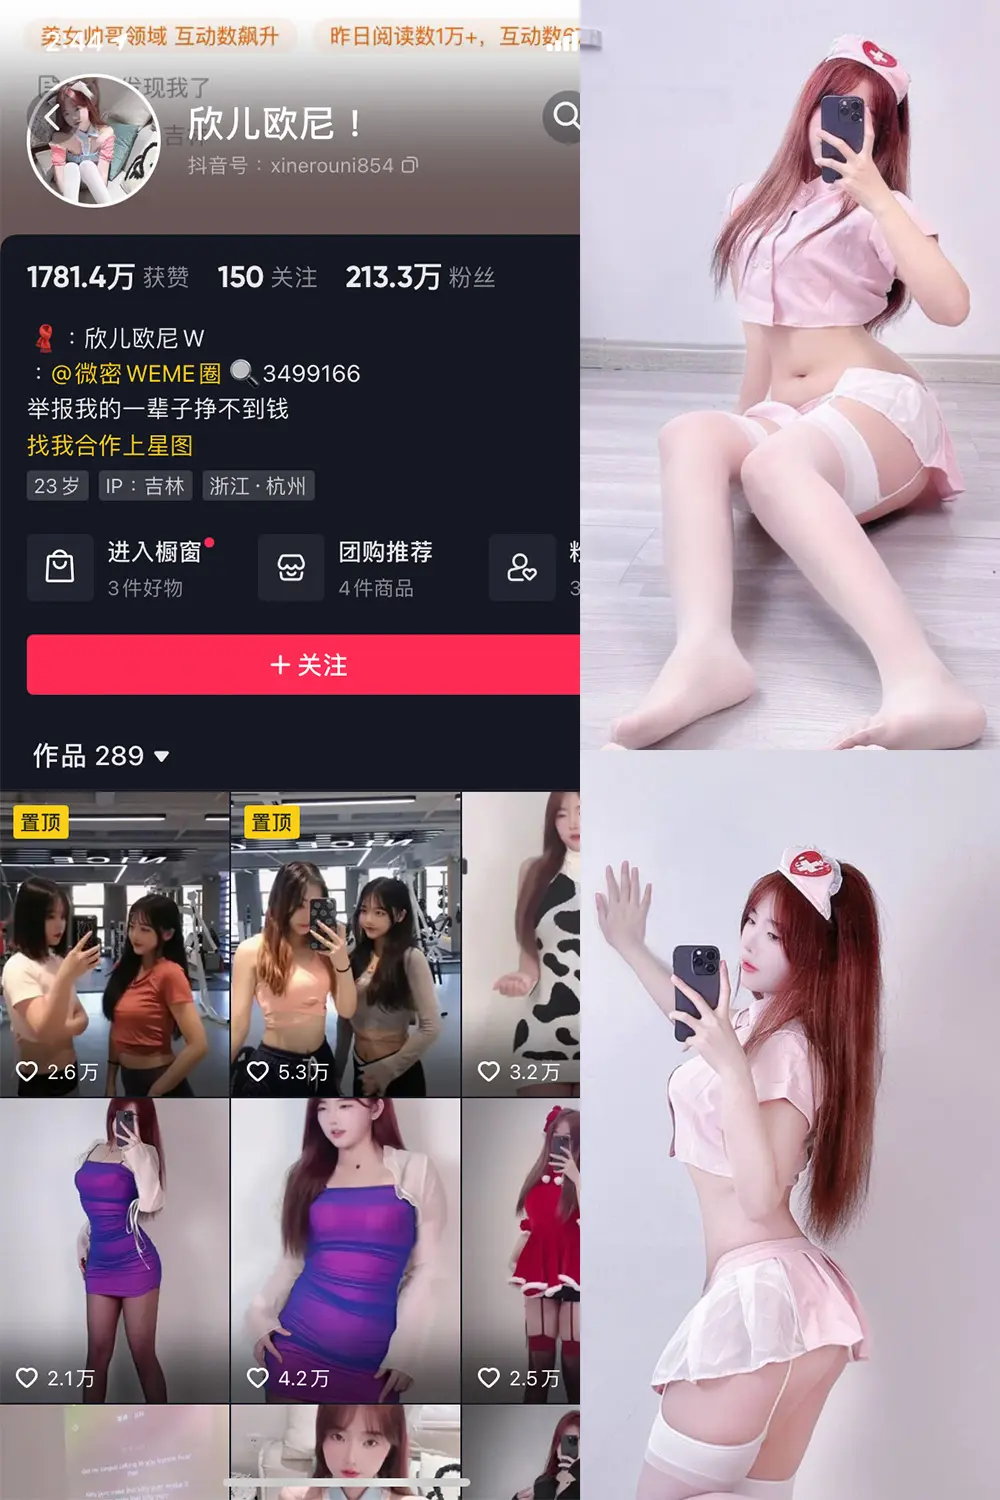 美女帅哥领域 互动数飙升
昨日阅读数1万+，互动数
2:44
发现我了
欣儿欧尼！
抖音号：xinerouni854
1781.4万 获赞 150 关注 213.3万 粉丝
：欣儿欧尼W
：@微密WEME圈 3499166
举报我的一辈子挣不到钱
找我合作上星图
23岁 IP：吉林 浙江·杭州
进入橱窗
3件好物
团购推荐
4件商品
+ 关注
作品 289
置顶
置顶
2.6万
5.3万
3.2万
2.1万
4.2万
2.5万